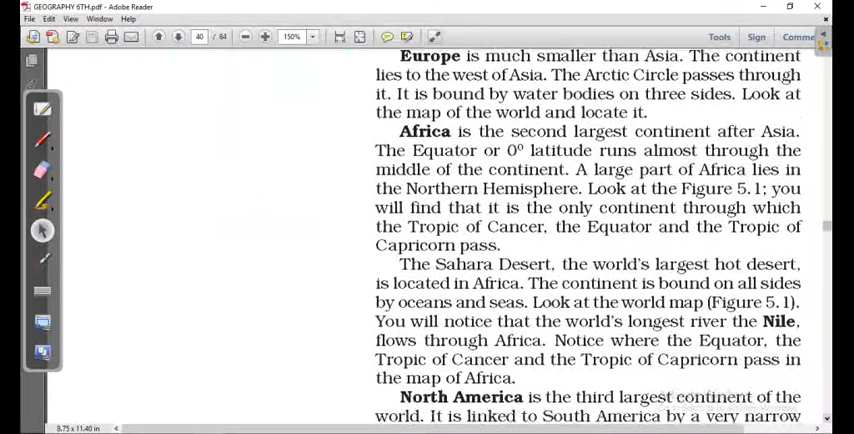 GEOGRAPHY 6TH.pdf - Adobe Reader
File Edit View Window Help
40 / 84 150% Tools Sign Comme
Europe is much smaller than Asia. The continent
lies to the west of Asia. The Arctic Circle passes through
it. It is bound by water bodies on three sides. Look at
the map of the world and locate it.
Africa is the second largest continent after Asia.
The Equator or 0⁰ latitude runs almost through the
middle of the continent. A large part of Africa lies in
the Northern Hemisphere. Look at the Figure 5.1; you
will find that it is the only continent through which
the Tropic of Cancer, the Equator and the Tropic of
Capricorn pass.
The Sahara Desert, the world's largest hot desert,
is located in Africa. The continent is bound on all sides
by oceans and seas. Look at the world map (Figure 5.1).
You will notice that the world's longest river the Nile,
flows through Africa. Notice where the Equator, the
Tropic of Cancer and the Tropic of Capricorn pass in
the map of Africa.
North America is the third largest continent of the
world. It is linked to South America by a very narrow
8.75 x 11.40 in